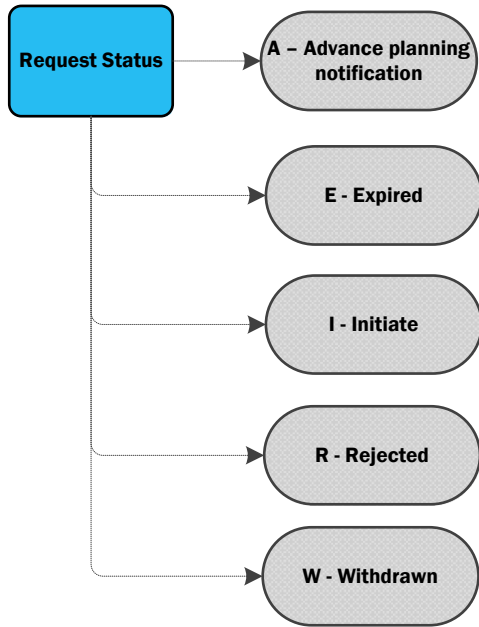 Request Status
A – Advance planning
notification
E - Expired
I - Initiate
R - Rejected
W - Withdrawn